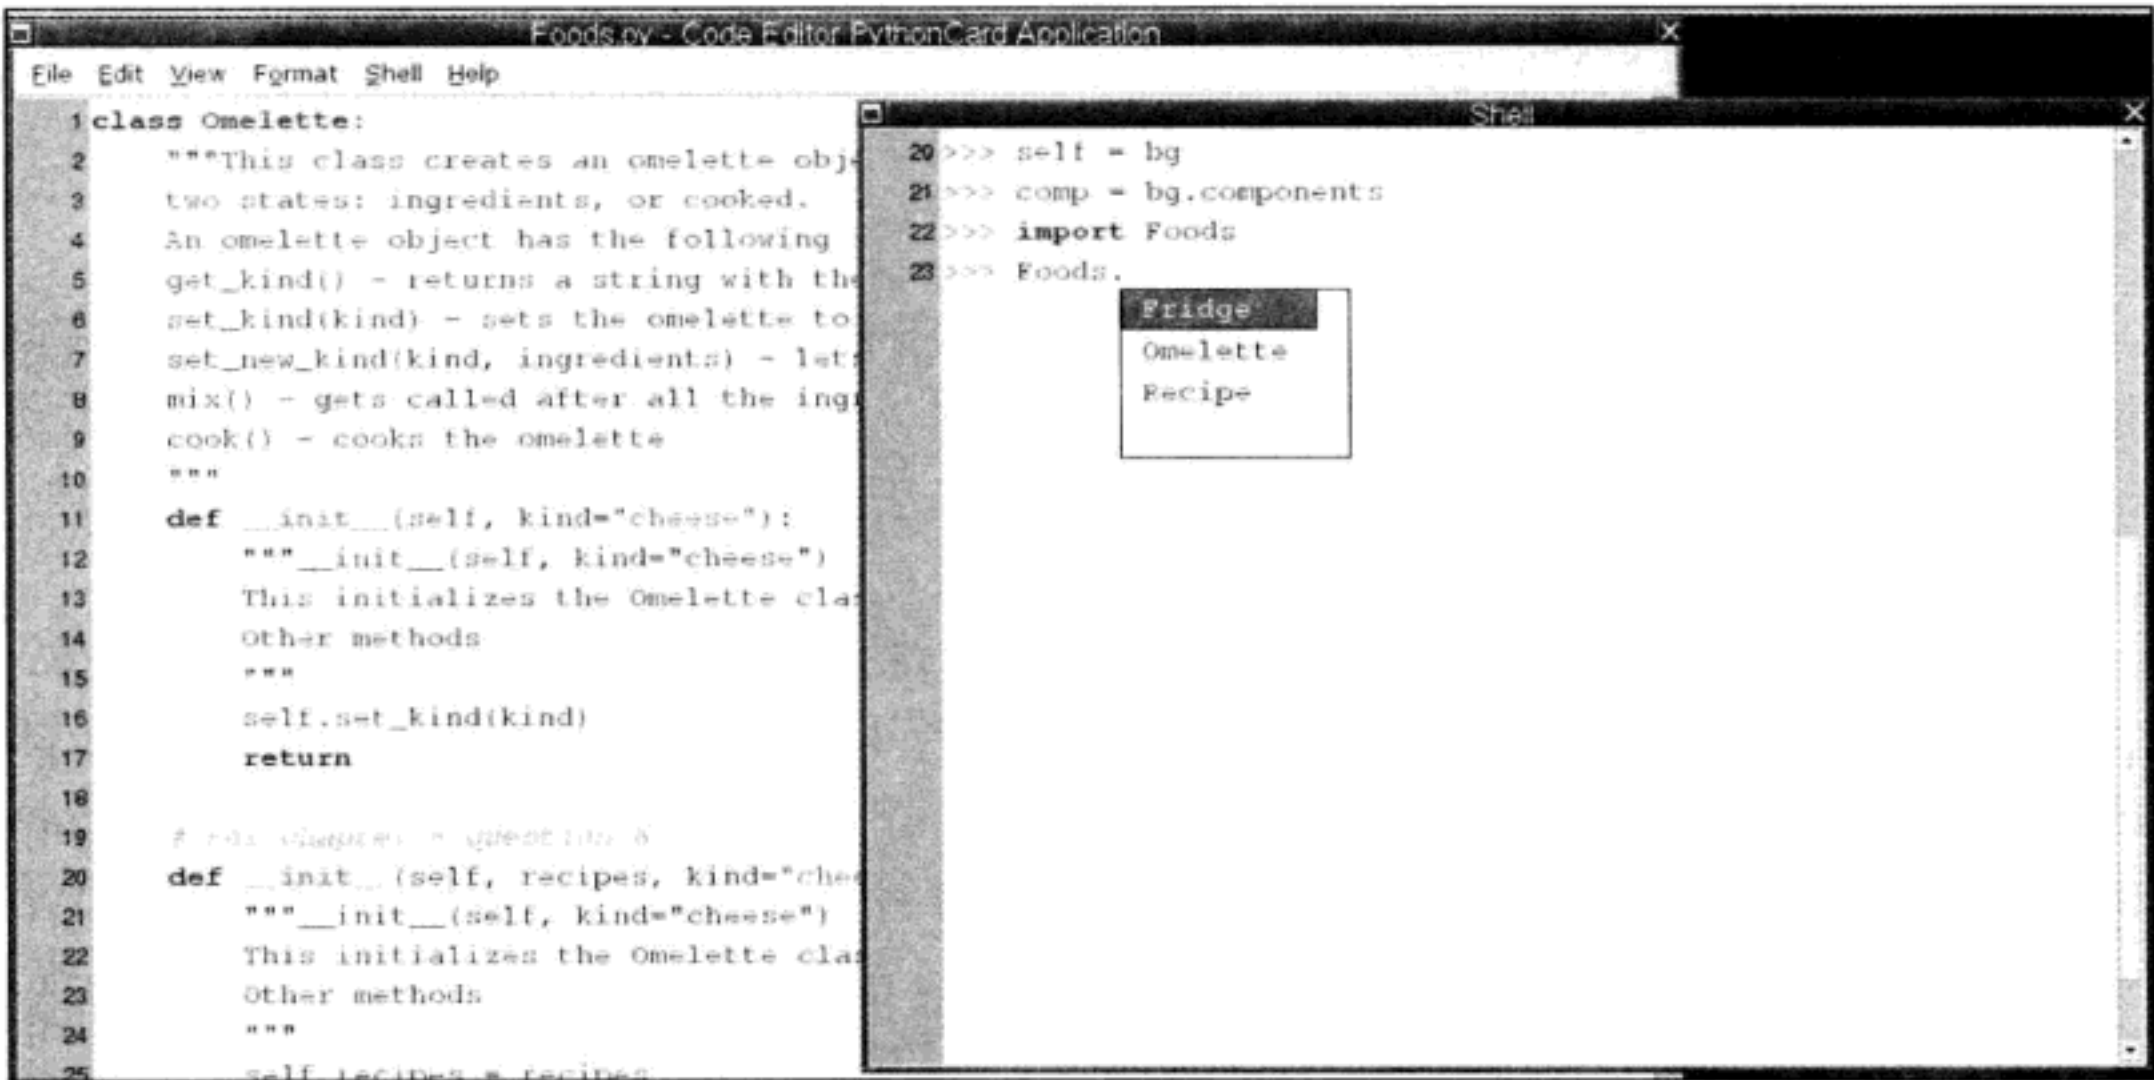 Foods.py - Code Editor PythonCard Application
File Edit View Format Shell Help
1 class Omelette:
2 """This class creates an omelette obj
3 two states: ingredients, or cooked.
4 An omelette object has the following
5 get_kind() - returns a string with the
6 set_kind(kind) - sets the omelette to
7 set_new_kind(kind, ingredients) - let
8 mix() - gets called after all the ing
9 cook() - cooks the omelette
10 """
11 def __init__(self, kind="cheese"):
12 """__init__(self, kind="cheese")
13 This initializes the Omelette cla
14 Other methods
15 """
16 self.set_kind(kind)
17 return
18
19 #
20 def __init__(self, recipes, kind="che
21 """__init__(self, kind="cheese")
22 This initializes the Omelette cla
23 Other methods
24 """
25 self.recipes = recipes
Shell
20 >>> self = bg
21 >>> comp = bg.components
22 >>> import Foods
23 >>> Foods.
Fridge
Omelette
Recipe